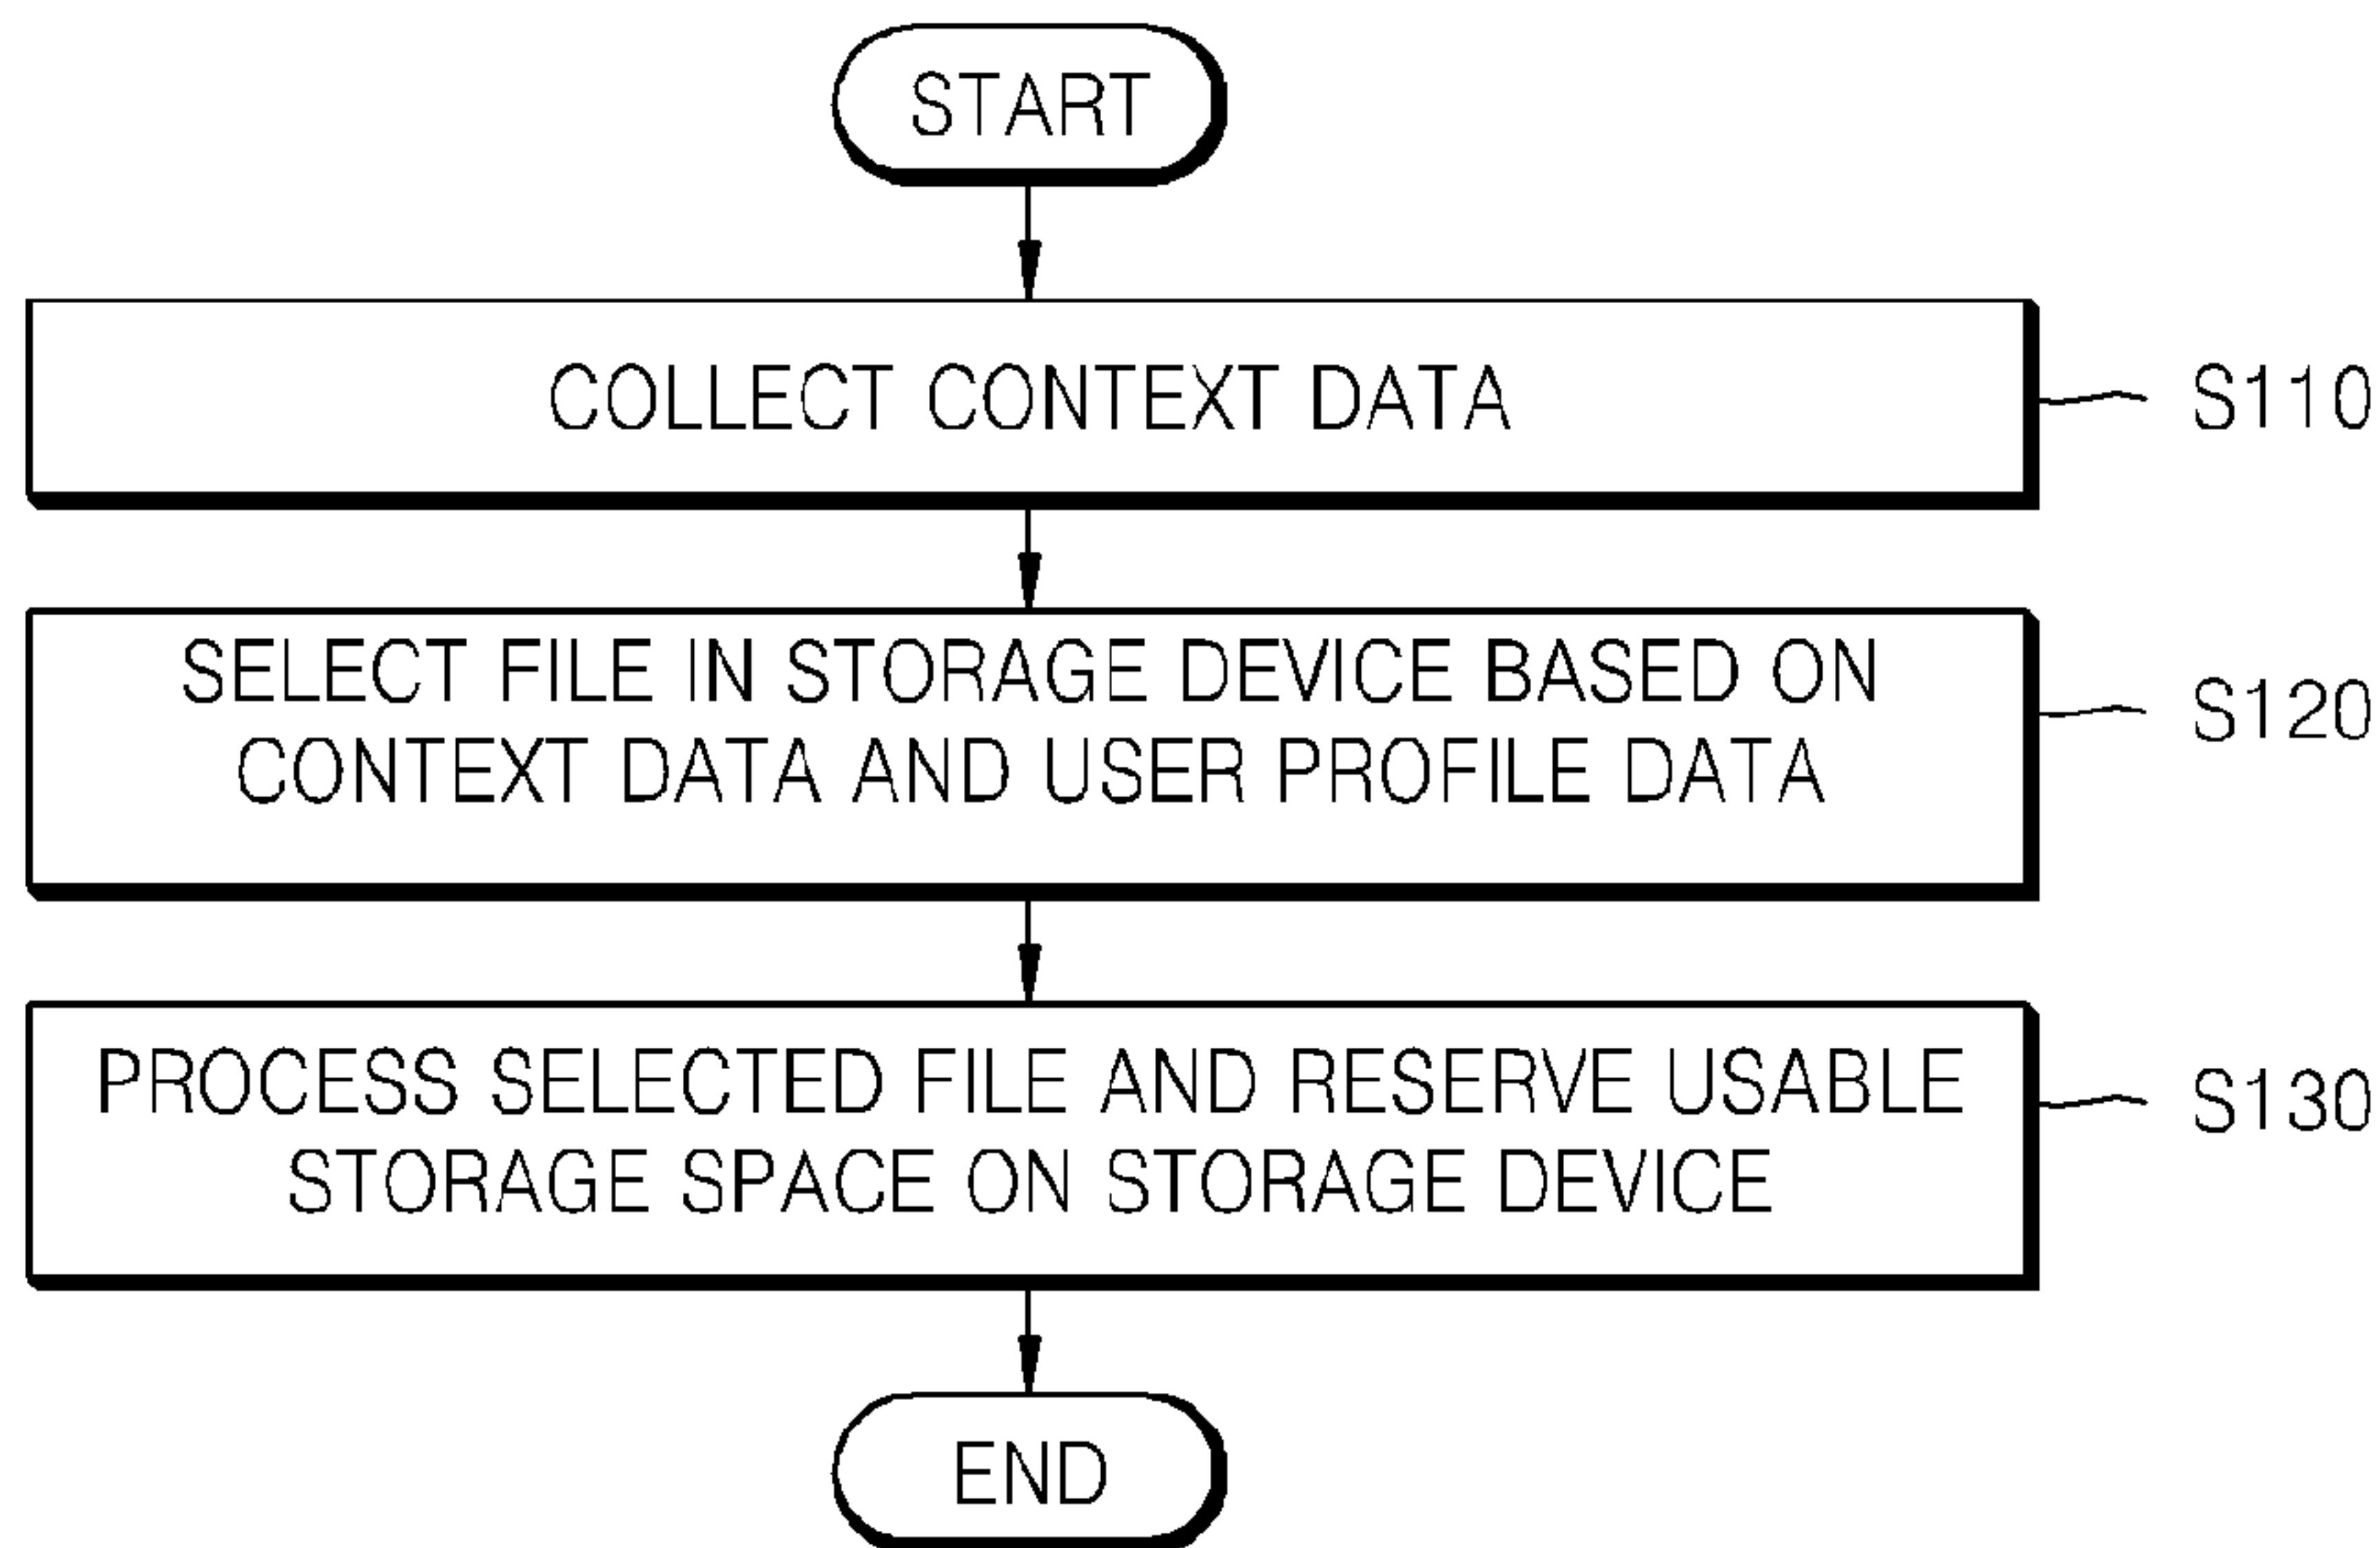 START
COLLECT CONTEXT DATA
S110
SELECT FILE IN STORAGE DEVICE BASED ON
CONTEXT DATA AND USER PROFILE DATA
S120
PROCESS SELECTED FILE AND RESERVE USABLE
STORAGE SPACE ON STORAGE DEVICE
S130
END